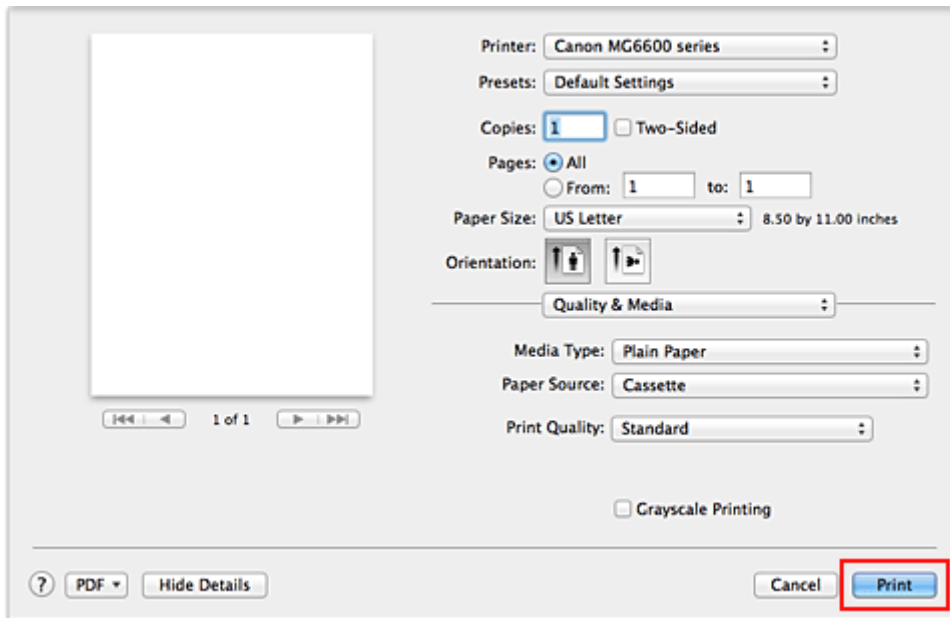 Printer: Canon MG6600 series
Presets: Default Settings
Copies: 1 Two-Sided
Pages: All
From: 1 to: 1
Paper Size: US Letter 8.50 by 11.00 inches
Orientation:
Quality & Media
Media Type: Plain Paper
Paper Source: Cassette
1 of 1
Print Quality: Standard
Grayscale Printing
? PDF Hide Details Cancel Print